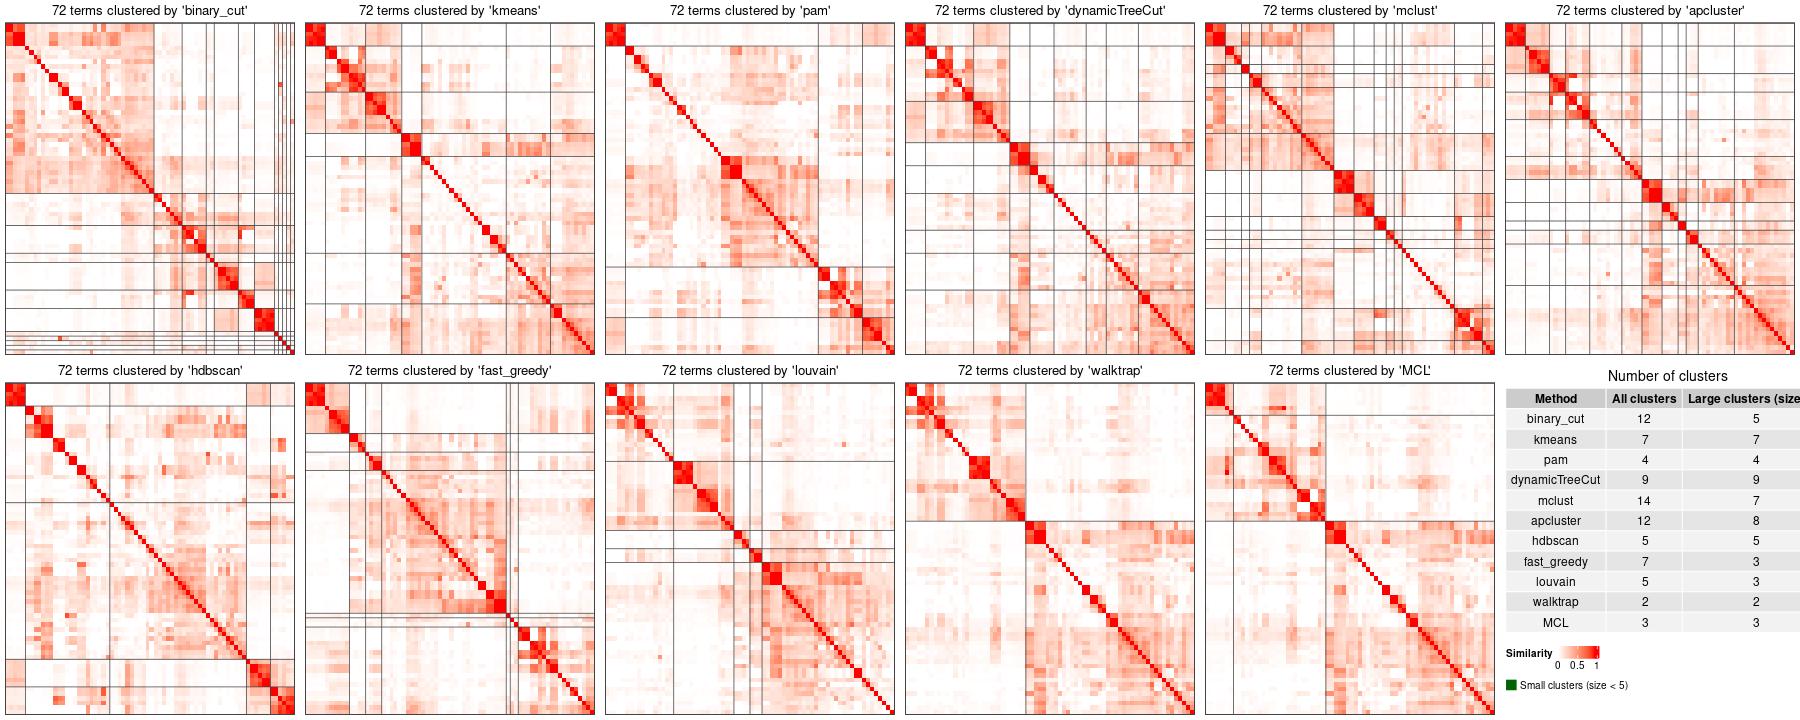 72 terms clustered by 'binary_cut'
72 terms clustered by 'kmeans'
72 terms clustered by 'pam'
72 terms clustered by 'dynamicTreeCut'
72 terms clustered by 'mclust'
72 terms clustered by 'apcluster'
72 terms clustered by 'hdbscan'
72 terms clustered by 'fast_greedy'
72 terms clustered by 'louvain'
72 terms clustered by 'walktrap'
72 terms clustered by 'MCL'
Number of clusters
Method All clusters Large clusters (size
binary_cut 12 5
kmeans 7 7
pam 4 4
dynamicTreeCut 9 9
mclust 14 7
apcluster 12 8
hdbscan 5 5
fast_greedy 7 3
louvain 5 3
walktrap 2 2
MCL 3 3
Similarity
0 0.5 1
Small clusters (size < 5)